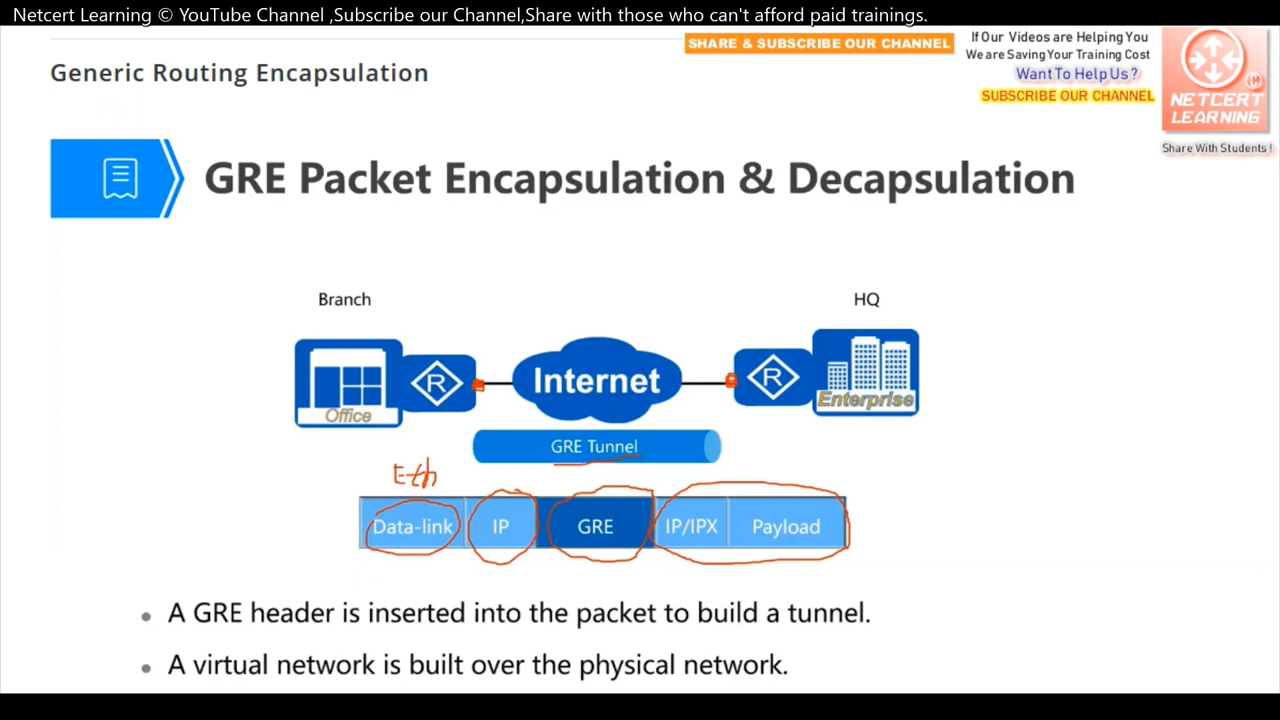 Netcert Learning © YouTube Channel ,Subscribe our Channel,Share with those who can't afford paid trainings.
SHARE & SUBSCRIBE OUR CHANNEL
If Our Videos are Helping You
We are Saving Your Training Cost
Want To Help Us ?
SUBSCRIBE OUR CHANNEL
©
NETCERT
LEARNING
Share With Students !
Generic Routing Encapsulation
GRE Packet Encapsulation & Decapsulation
Branch
HQ
Office
R
Internet
R
Enterprise
GRE Tunnel
Eth
Data-link IP GRE IP/IPX Payload
• A GRE header is inserted into the packet to build a tunnel.
• A virtual network is built over the physical network.